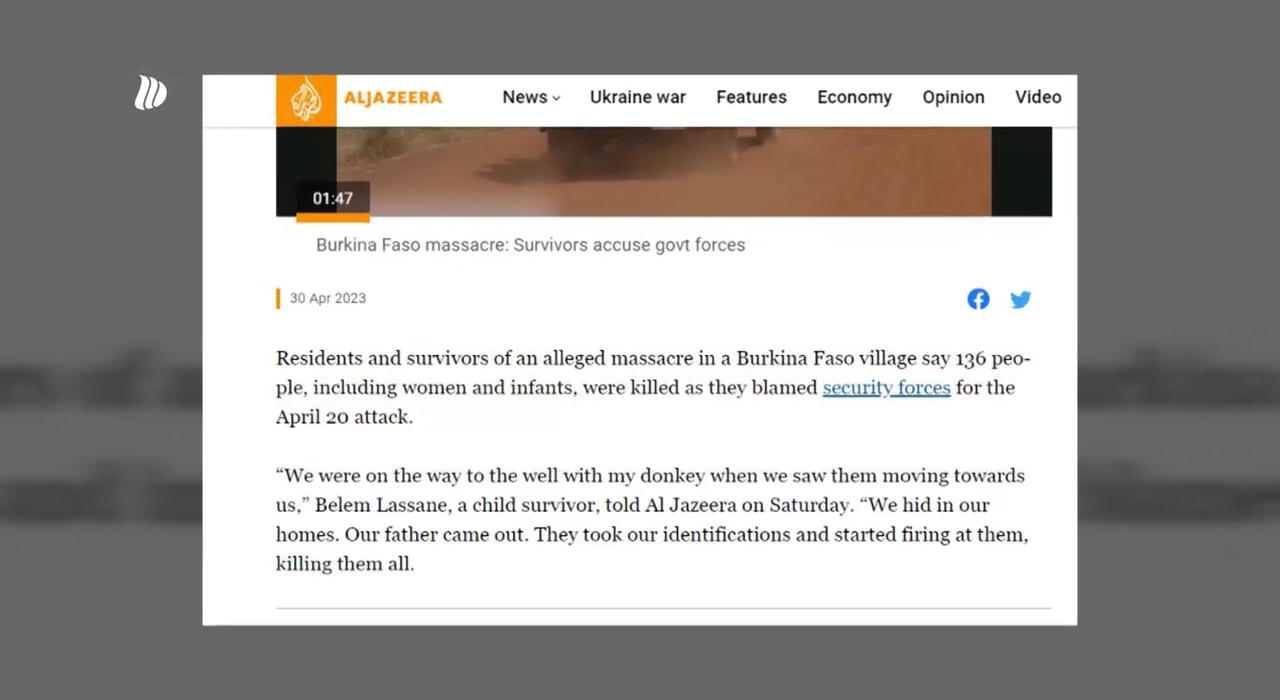 ALJAZEERA News Ukraine war Features Economy Opinion Video
01:47
Burkina Faso massacre: Survivors accuse govt forces
30 Apr 2023
Residents and survivors of an alleged massacre in a Burkina Faso village say 136 peo-
ple, including women and infants, were killed as they blamed security forces for the
April 20 attack.
“We were on the way to the well with my donkey when we saw them moving towards
us,” Belem Lassane, a child survivor, told Al Jazeera on Saturday. “We hid in our
homes. Our father came out. They took our identifications and started firing at them,
killing them all.